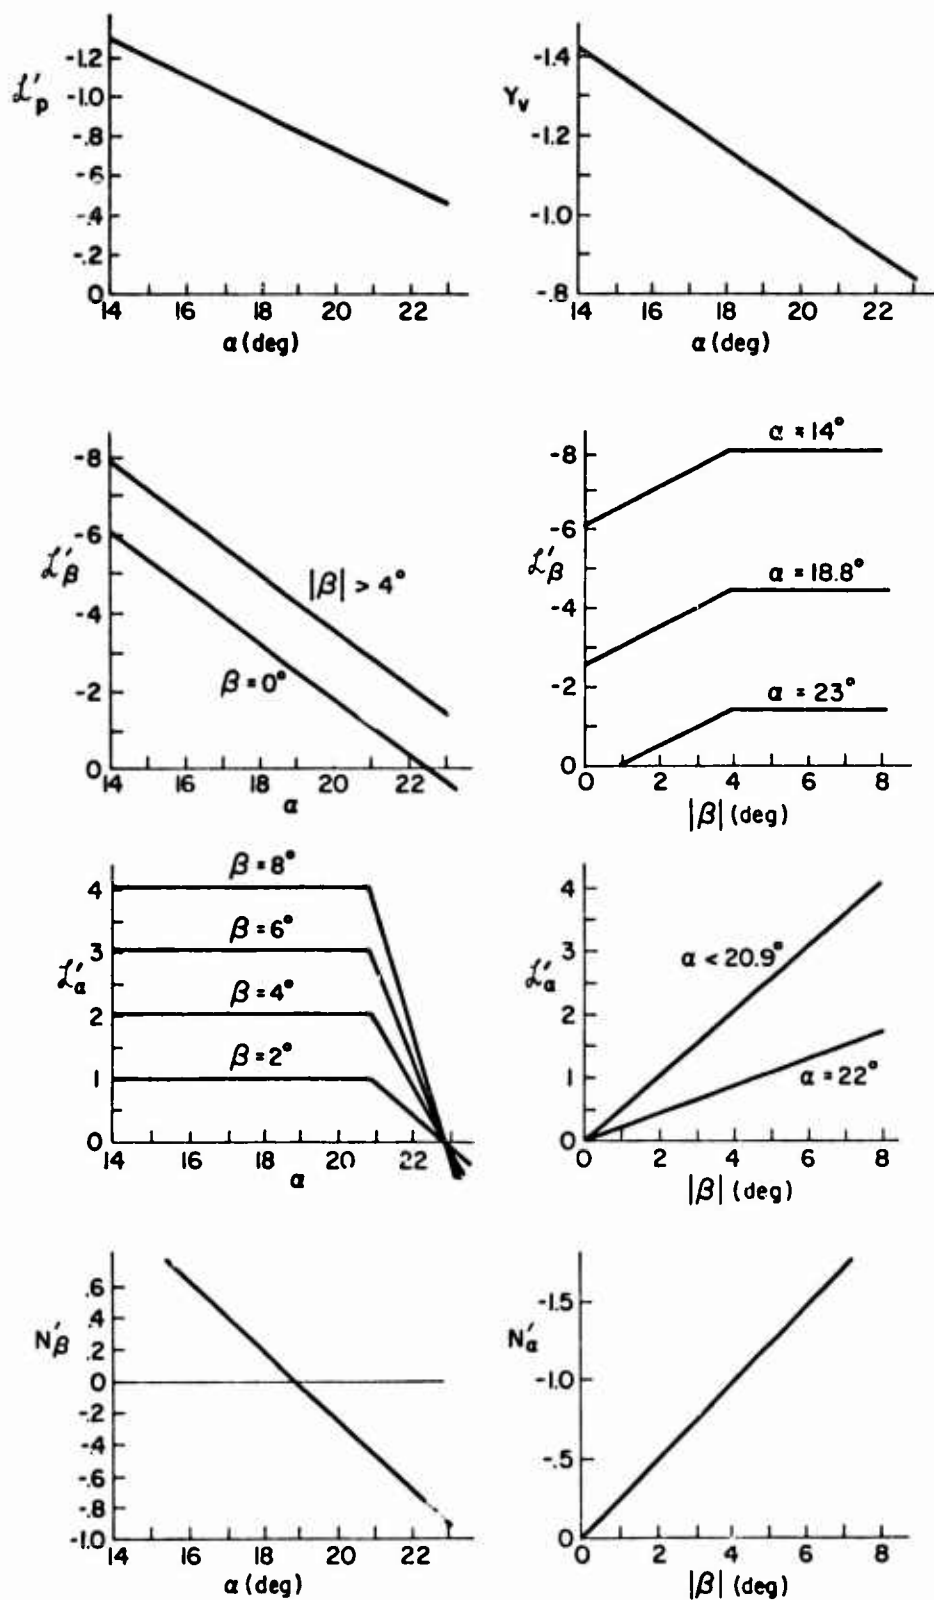 ℒ′p
-1.2
-1.0
-.8
-.6
-.4
-.2
0
14 16 18 20 22
α (deg)
Yv
-1.4
-1.2
-1.0
-.8
14 16 18 20 22
α (deg)
ℒ′β
-8
-6
-4
-2
0
|β| > 4°
β = 0°
14 16 18 20 22
α
ℒ′β
-8
-6
-4
-2
0
α = 14°
α = 18.8°
α = 23°
0 2 4 6 8
|β| (deg)
ℒ′α
4
3
2
1
0
β = 8°
β = 6°
β = 4°
β = 2°
14 16 18 20 22
α
ℒ′α
4
3
2
1
0
α < 20.9°
α = 22°
0 2 4 6 8
|β| (deg)
N′β
.6
.4
.2
0
-.2
-.4
-.6
-.8
-1.0
14 16 18 20 22
α (deg)
N′α
-1.5
-1.0
-.5
0
0 2 4 6 8
|β| (deg)